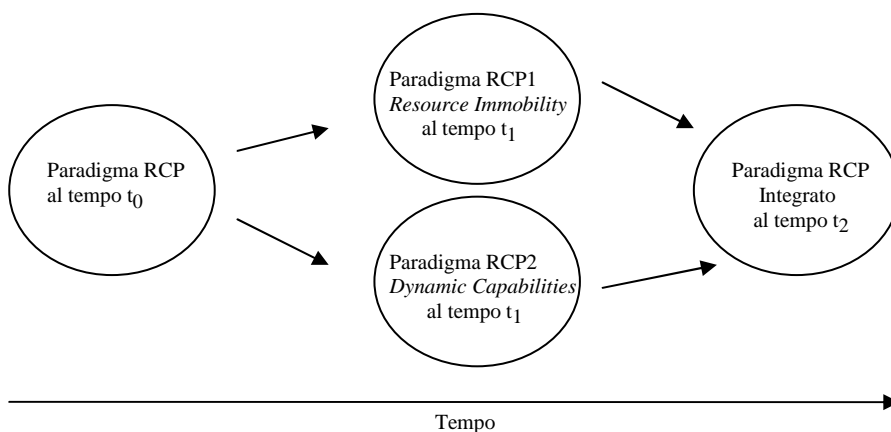 Paradigma RCP
al tempo t0
Paradigma RCP1
Resource Immobility
al tempo t1
Paradigma RCP2
Dynamic Capabilities
al tempo t1
Paradigma RCP
Integrato
al tempo t2
Tempo